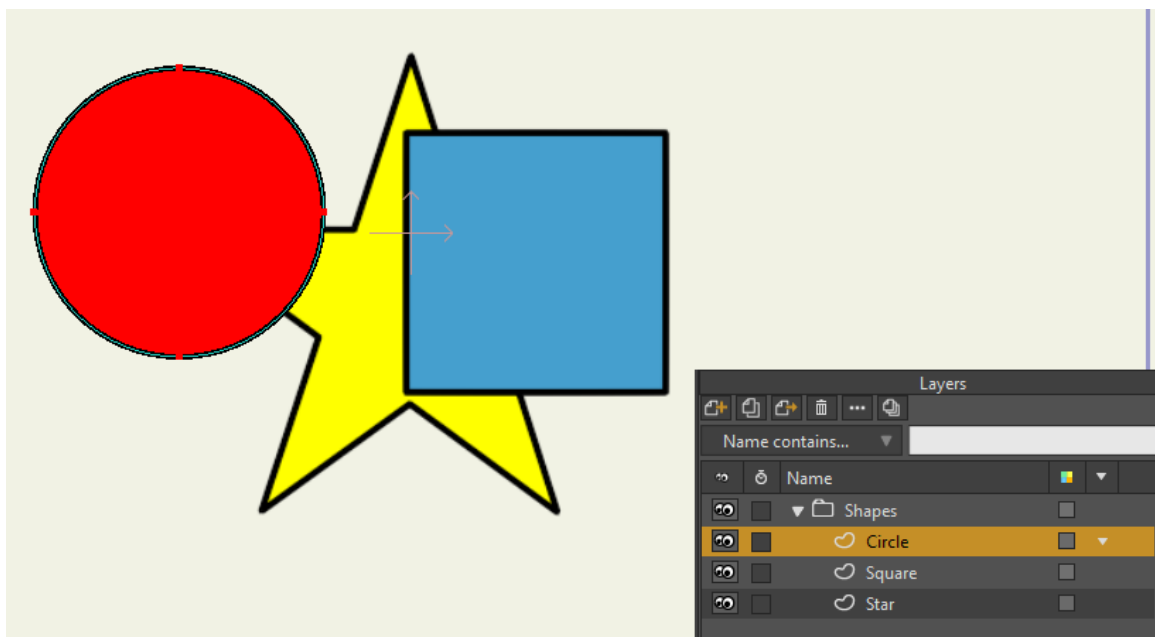 Layers
Name contains...
Name
Shapes
Circle
Square
Star